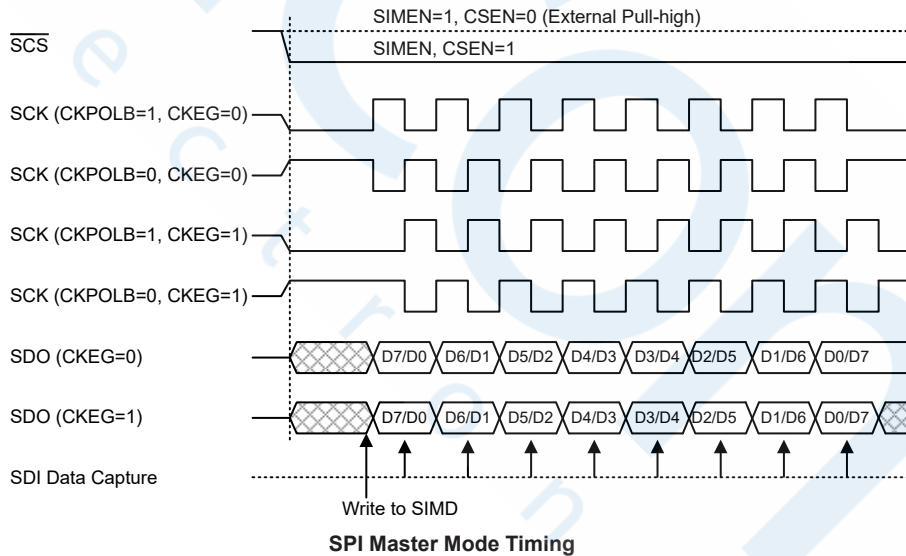 SIMEN=1, CSEN=0 (External Pull-high)
SCS
SIMEN, CSEN=1
SCK (CKPOLB=1, CKEG=0)
SCK (CKPOLB=0, CKEG=0)
SCK (CKPOLB=1, CKEG=1)
SCK (CKPOLB=0, CKEG=1)
SDO (CKEG=0) D7/D0 D6/D1 D5/D2 D4/D3 D3/D4 D2/D5 D1/D6 D0/D7
SDO (CKEG=1) D7/D0 D6/D1 D5/D2 D4/D3 D3/D4 D2/D5 D1/D6 D0/D7
SDI Data Capture
Write to SIMD
SPI Master Mode Timing